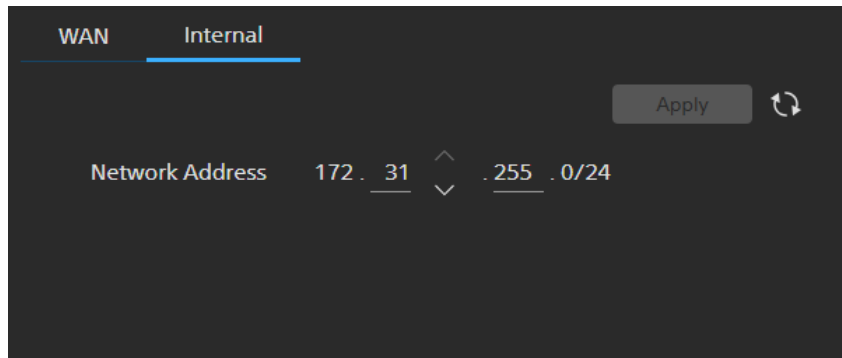 WAN Internal
Apply
Network Address 172 . 31 . 255 . 0/24